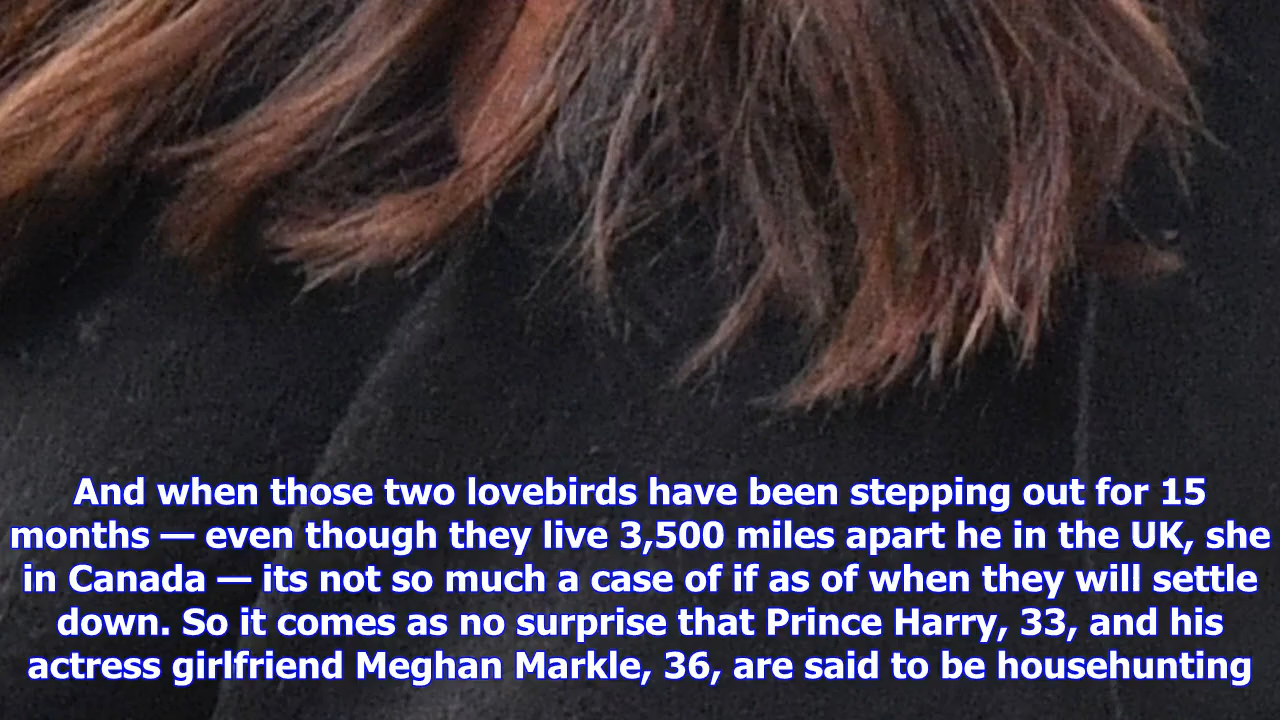 And when those two lovebirds have been stepping out for 15
months — even though they live 3,500 miles apart he in the UK, she
in Canada — its not so much a case of if as of when they will settle
down. So it comes as no surprise that Prince Harry, 33, and his
actress girlfriend Meghan Markle, 36, are said to be househunting